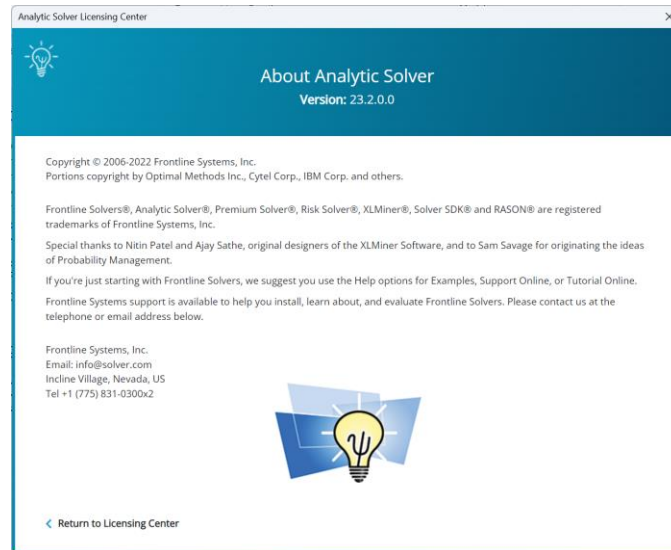 Analytic Solver Licensing Center
About Analytic Solver
Version: 23.2.0.0
Copyright © 2006-2022 Frontline Systems, Inc.
Portions copyright by Optimal Methods Inc., Cytel Corp., IBM Corp. and others.
Frontline Solvers®, Analytic Solver®, Premium Solver®, Risk Solver®, XLMiner®, Solver SDK® and RASON® are registered
trademarks of Frontline Systems, Inc.
Special thanks to Nitin Patel and Ajay Sathe, original designers of the XLMiner Software, and to Sam Savage for originating the ideas
of Probability Management.
If you're just starting with Frontline Solvers, we suggest you use the Help options for Examples, Support Online, or Tutorial Online.
Frontline Systems support is available to help you install, learn about, and evaluate Frontline Solvers. Please contact us at the
telephone or email address below.
Frontline Systems, Inc.
Email: info@solver.com
Incline Village, Nevada, US
Tel +1 (775) 831-0300x2
Ψ
Return to Licensing Center